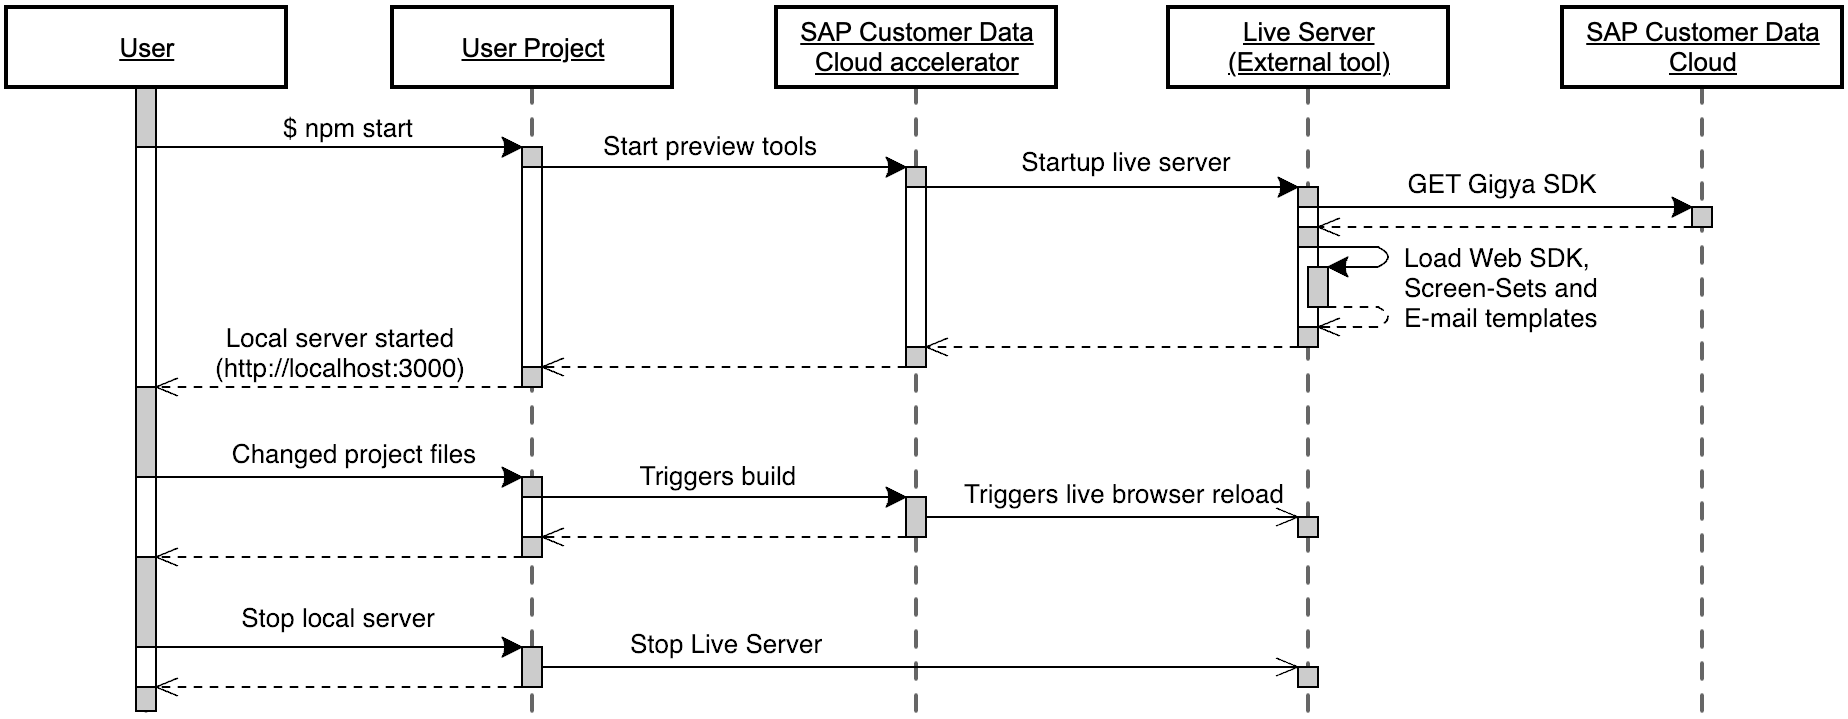 User
User Project
SAP Customer Data
Cloud accelerator
Live Server
(External tool)
SAP Customer Data
Cloud
$ npm start
Start preview tools
Startup live server
GET Gigya SDK
Load Web SDK,
Screen-Sets and
E-mail templates
Local server started
(http://localhost:3000)
Changed project files
Triggers build
Triggers live browser reload
Stop local server
Stop Live Server